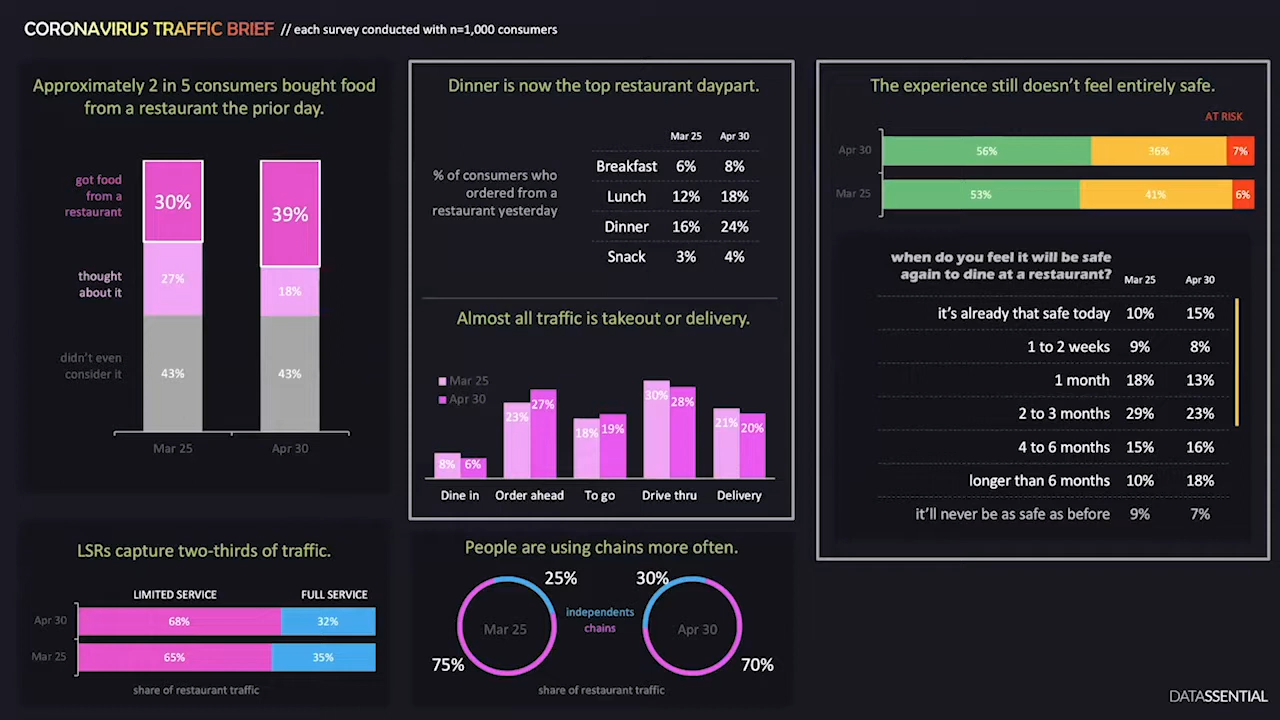 CORONAVIRUS TRAFFIC BRIEF // each survey conducted with n=1,000 consumers
Approximately 2 in 5 consumers bought food
from a restaurant the prior day.
got food
from a
restaurant
30%
39%
thought
about it
27%
18%
didn't even
consider it
43%
43%
Mar 25
Apr 30
Dinner is now the top restaurant daypart.
% of consumers who
ordered from a
restaurant yesterday
Mar 25 Apr 30
Breakfast 6% 8%
Lunch 12% 18%
Dinner 16% 24%
Snack 3% 4%
Almost all traffic is takeout or delivery.
Mar 25
Apr 30
8% 6%
23% 27%
18% 19%
30% 28%
21% 20%
Dine in Order ahead To go Drive thru Delivery
The experience still doesn't feel entirely safe.
AT RISK
Apr 30 56% 36% 7%
Mar 25 53% 41% 6%
when do you feel it will be safe
again to dine at a restaurant?
Mar 25 Apr 30
it's already that safe today 10% 15%
1 to 2 weeks 9% 8%
1 month 18% 13%
2 to 3 months 29% 23%
4 to 6 months 15% 16%
longer than 6 months 10% 18%
it'll never be as safe as before 9% 7%
LSRs capture two-thirds of traffic.
LIMITED SERVICE FULL SERVICE
Apr 30 68% 32%
Mar 25 65% 35%
share of restaurant traffic
People are using chains more often.
25% 30%
independents
chains
Mar 25 Apr 30
75% 70%
share of restaurant traffic
DATASSENTIAL